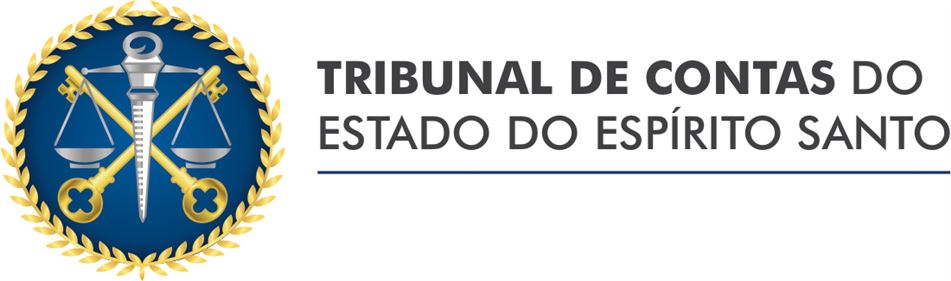 TRIBUNAL DE CONTAS DO
ESTADO DO ESPÍRITO SANTO